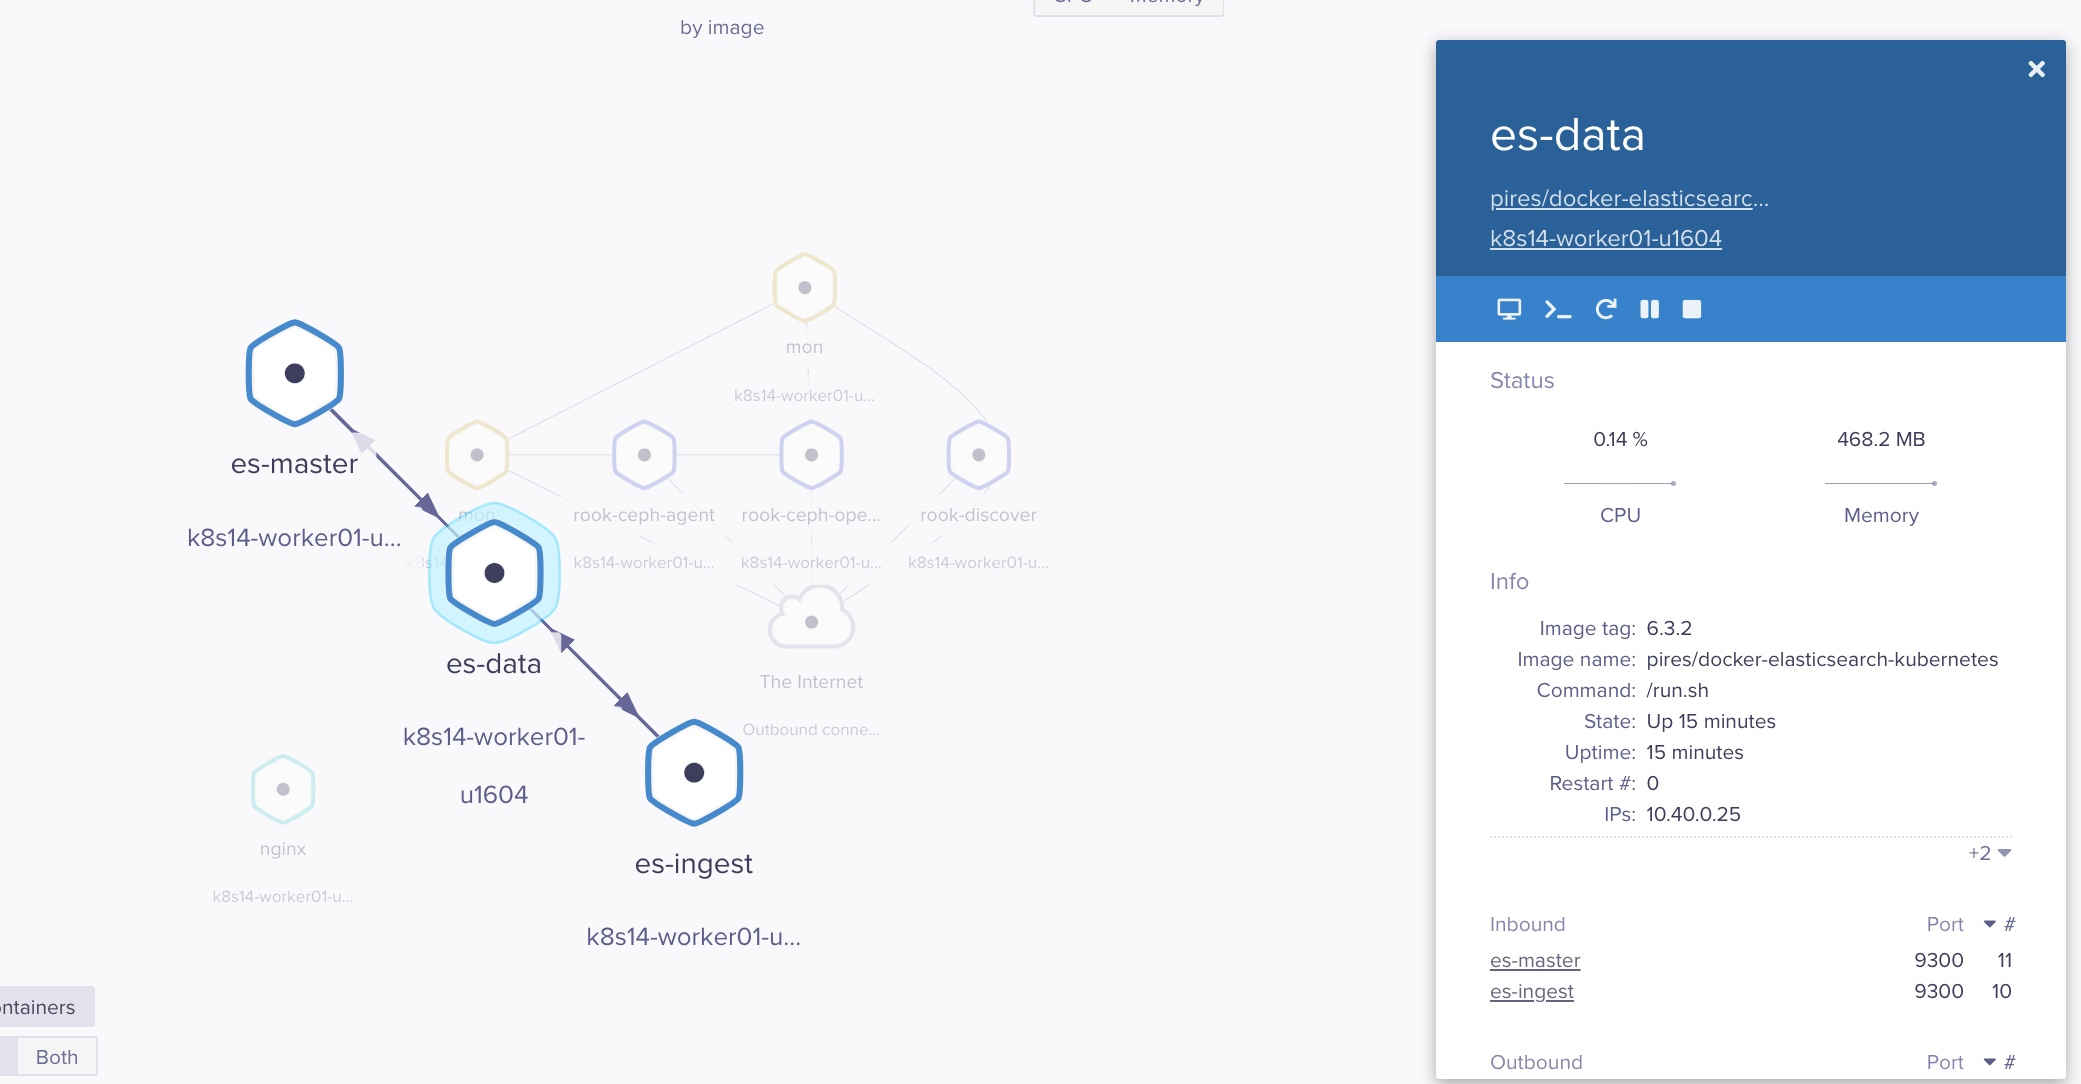 CPU Memory
by image
mon
k8s14-worker01-u...
es-master
k8s14-worker01-u...
mon
k8s14
rook-ceph-agent
k8s14-worker01-u...
rook-ceph-ope...
k8s14-worker01-u...
rook-discover
k8s14-worker01-u...
es-data
k8s14-worker01-
u1604
The Internet
Outbound conne...
nginx
k8s14-worker01-u...
es-ingest
k8s14-worker01-u...
ntainers
Both
es-data
pires/docker-elasticsearc...
k8s14-worker01-u1604
Status
0.14 % 468.2 MB
CPU Memory
Info
Image tag: 6.3.2
Image name: pires/docker-elasticsearch-kubernetes
Command: /run.sh
State: Up 15 minutes
Uptime: 15 minutes
Restart #: 0
IPs: 10.40.0.25
+2
Inbound Port #
es-master 9300 11
es-ingest 9300 10
Outbound Port #